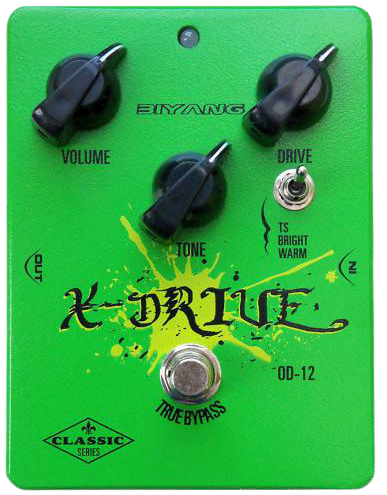 BIYANG
VOLUME
DRIVE
TONE
TS
BRIGHT
WARM
OUT
IN
X-DRIVE
OD-12
TRUE BYPASS
CLASSIC
SERIES